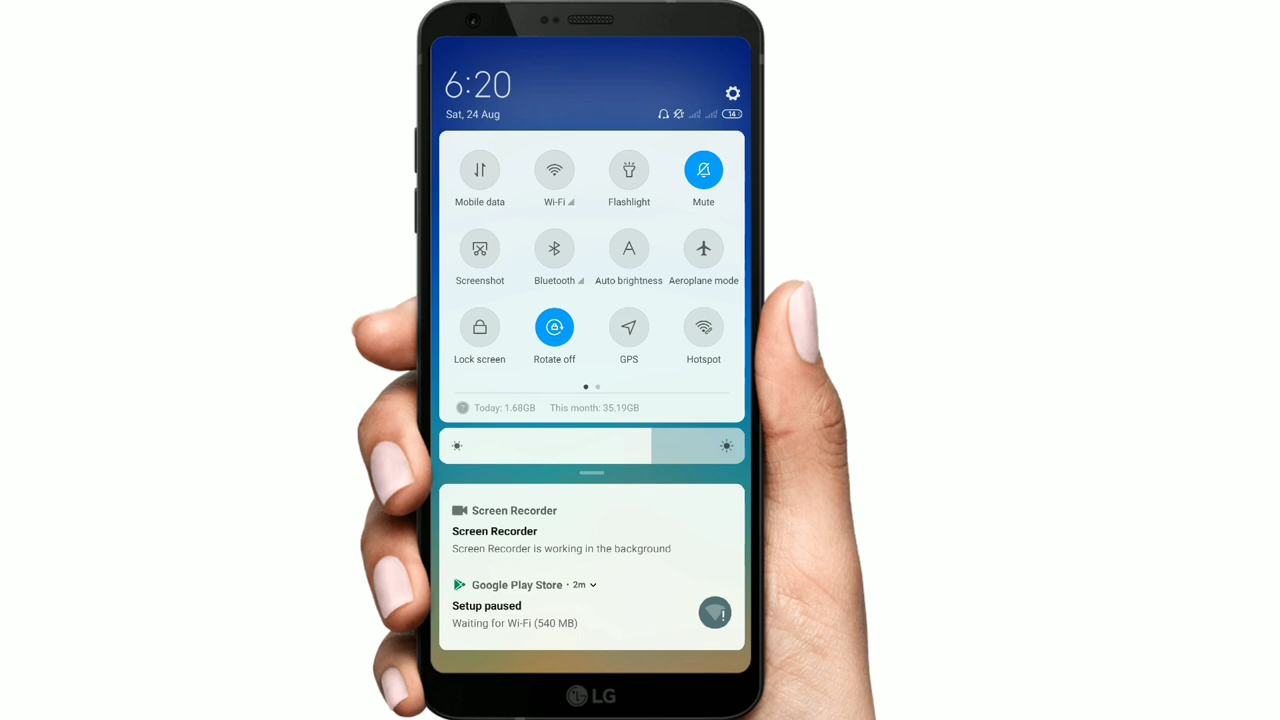 6:20
Sat, 24 Aug
14
Mobile data
Wi-Fi
Flashlight
Mute
Screenshot
Bluetooth
A
Auto brightness
Aeroplane mode
Lock screen
Rotate off
GPS
Hotspot
? Today: 1.68GB This month: 35.19GB
Screen Recorder
Screen Recorder
Screen Recorder is working in the background
Google Play Store · 2m
Setup paused
Waiting for Wi-Fi (540 MB)
!
LG